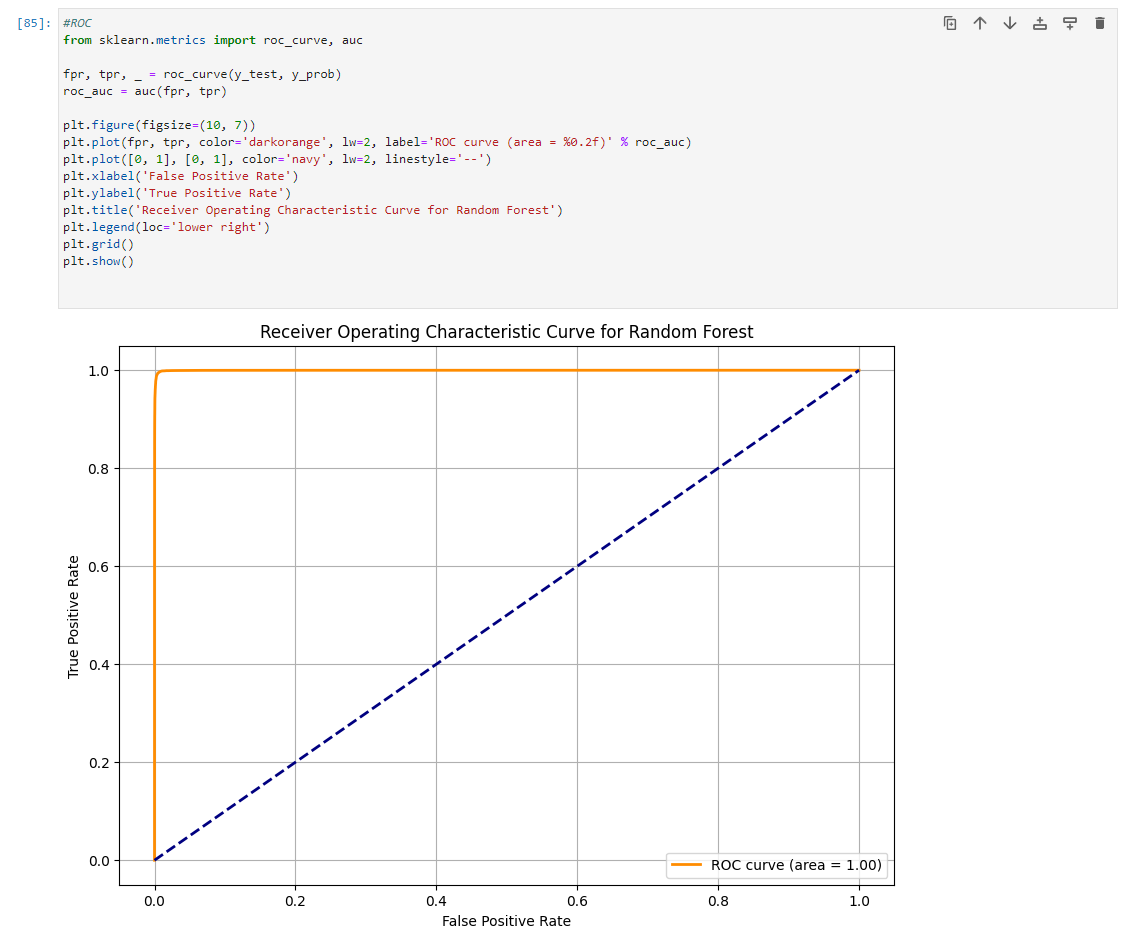 [85]:
#ROC
from sklearn.metrics import roc_curve, auc
fpr, tpr, _ = roc_curve(y_test, y_prob)
roc_auc = auc(fpr, tpr)
plt.figure(figsize=(10, 7))
plt.plot(fpr, tpr, color='darkorange', lw=2, label='ROC curve (area = %0.2f)' % roc_auc)
plt.plot([0, 1], [0, 1], color='navy', lw=2, linestyle='--')
plt.xlabel('False Positive Rate')
plt.ylabel('True Positive Rate')
plt.title('Receiver Operating Characteristic Curve for Random Forest')
plt.legend(loc='lower right')
plt.grid()
plt.show()
Receiver Operating Characteristic Curve for Random Forest
1.0
0.8
0.6
0.4
0.2
0.0
True Positive Rate
ROC curve (area = 1.00)
0.0 0.2 0.4 0.6 0.8 1.0
False Positive Rate